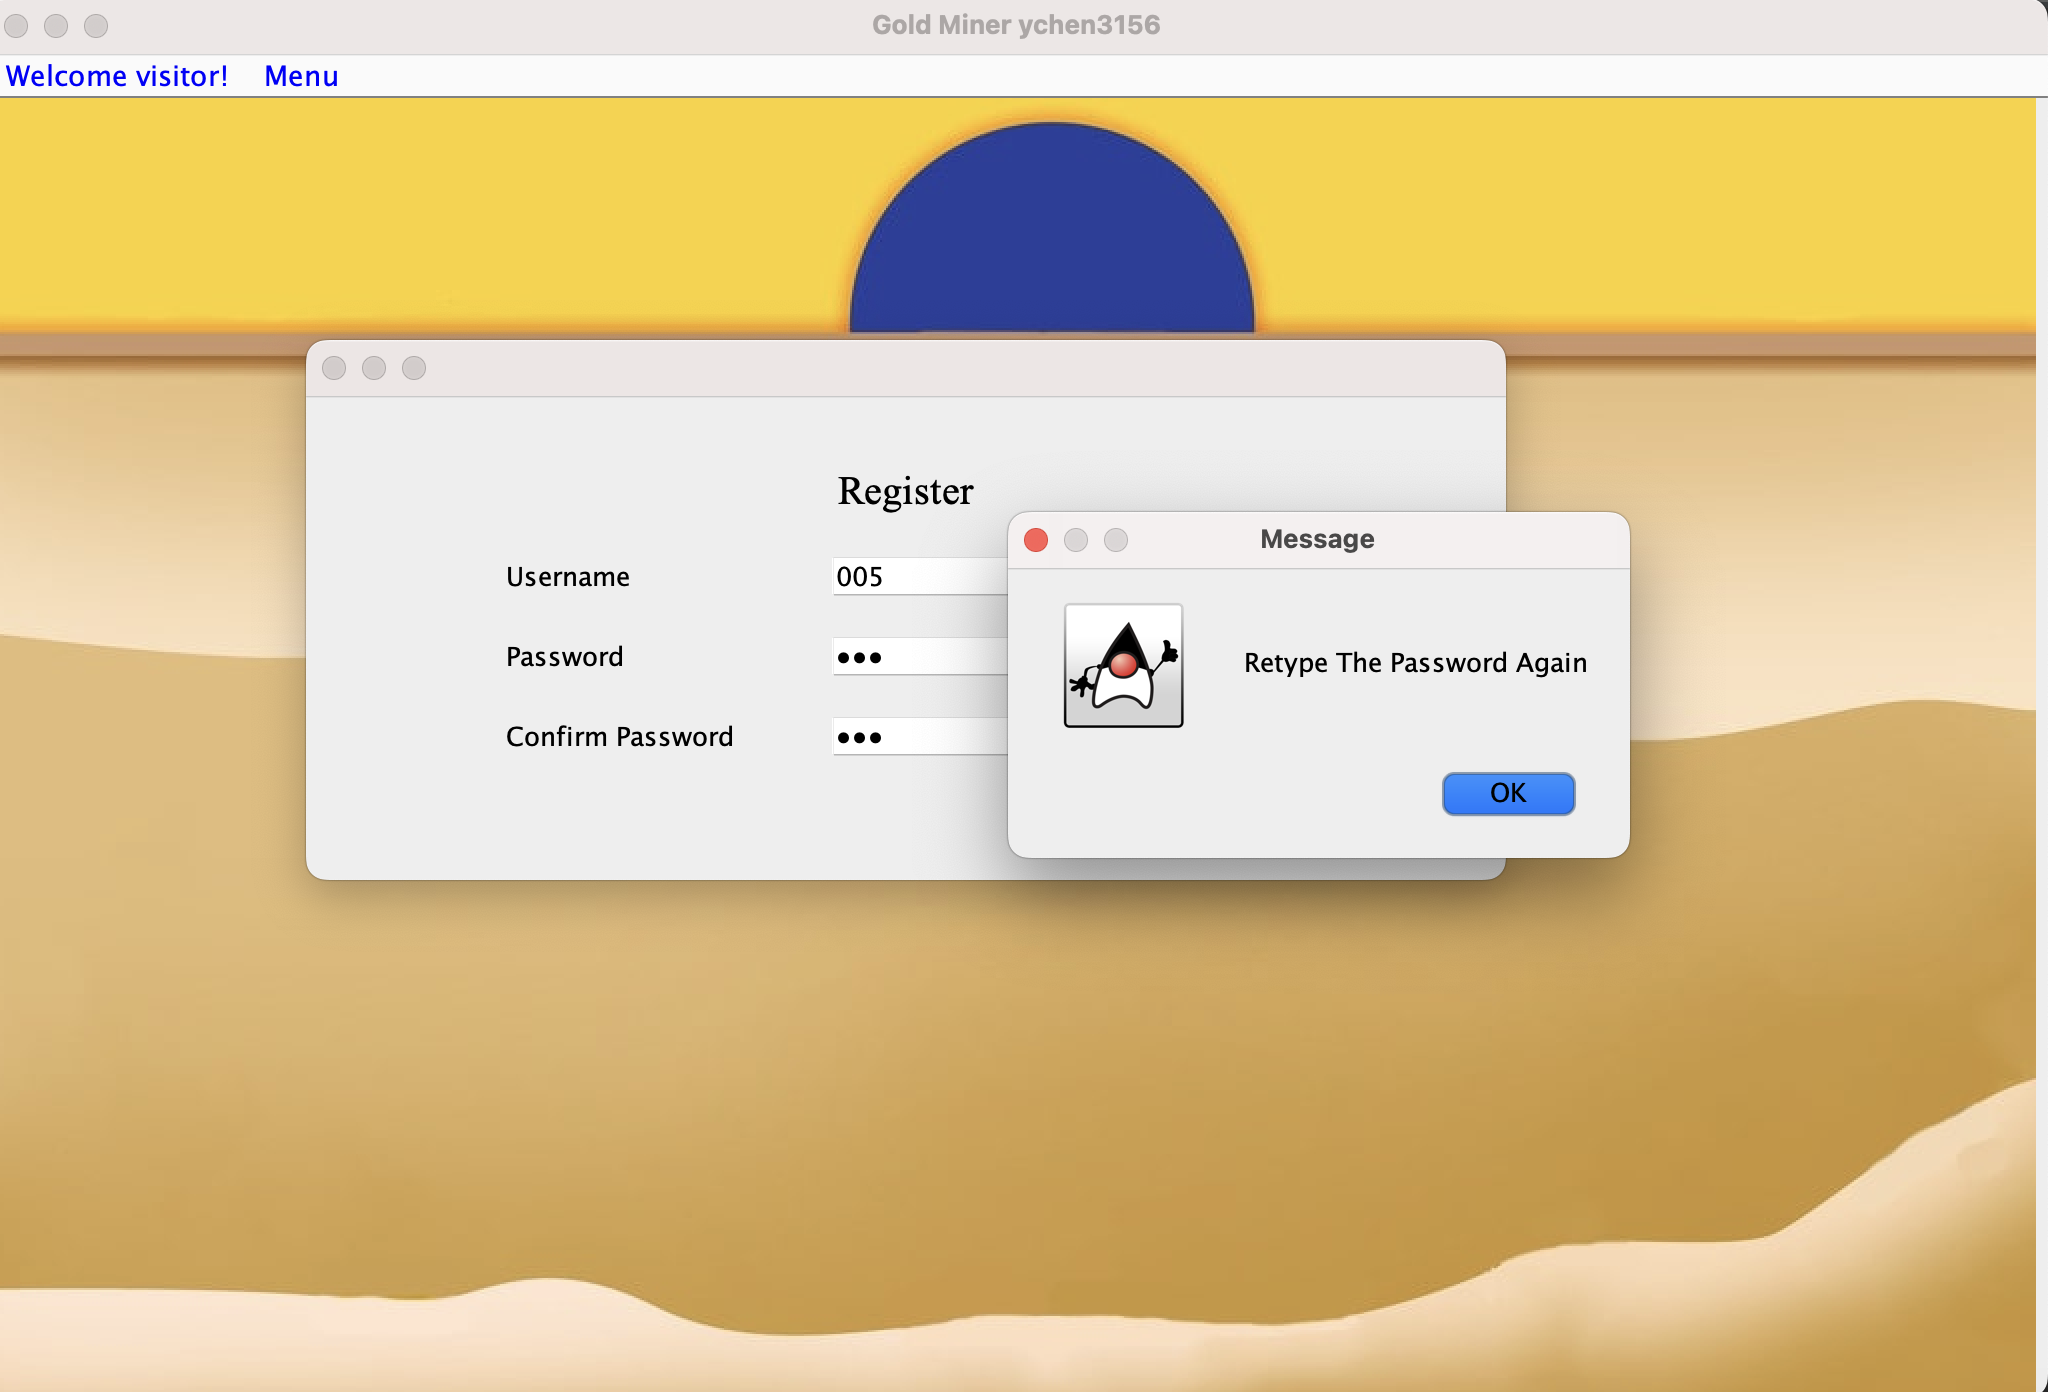 Gold Miner ychen3156
Welcome visitor! Menu
Register
Username 005
Password •••
Confirm Password •••
Message
Retype The Password Again
OK